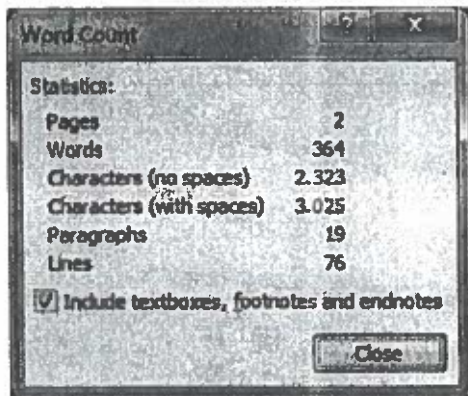 Word Count
Statistics:
Pages 2
Words 364
Characters (no spaces) 2.323
Characters (with spaces) 3.025
Paragraphs 19
Lines 76
Include textboxes, footnotes and endnotes
Close